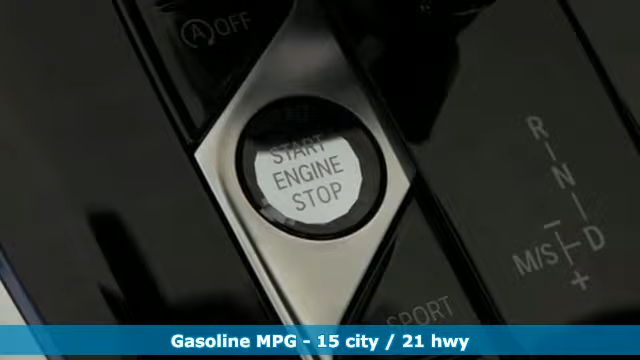 A OFF
START
ENGINE
STOP
R
N
M/S
D
-
+
SPORT
Gasoline MPG - 15 city / 21 hwy